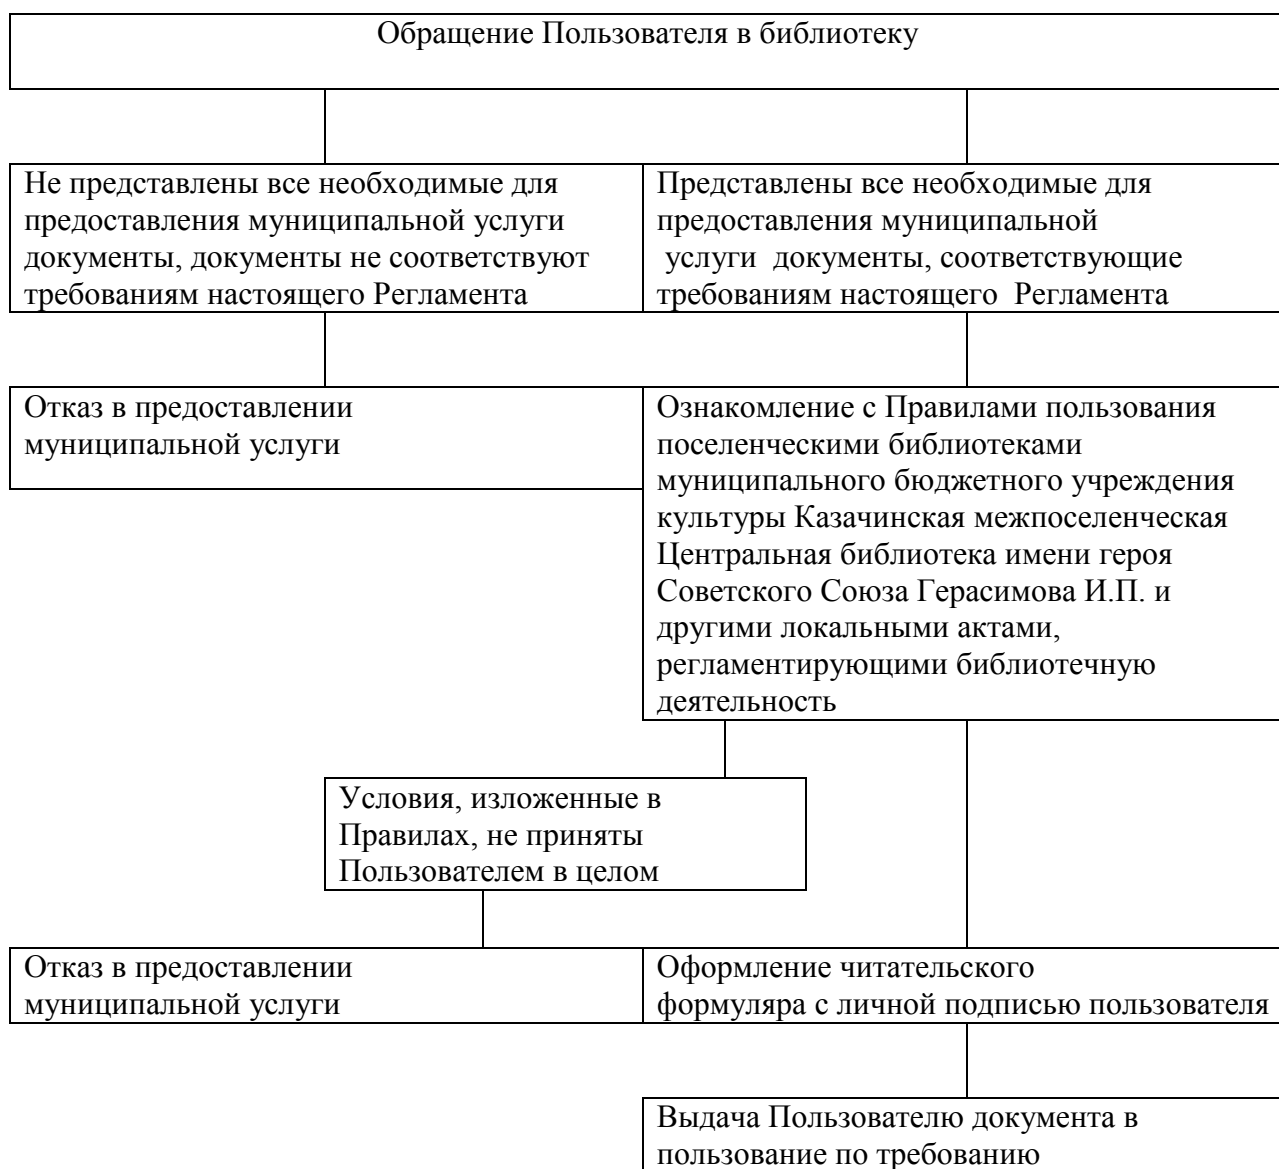 Обращение Пользователя в библиотеку
Не представлены все необходимые для
предоставления муниципальной услуги
документы, документы не соответствуют
требованиям настоящего Регламента
Представлены все необходимые для
предоставления муниципальной
услуги документы, соответствующие
требованиям настоящего Регламента
Отказ в предоставлении
муниципальной услуги
Ознакомление с Правилами пользования
поселенческими библиотеками
муниципального бюджетного учреждения
культуры Казачинская межпоселенческая
Центральная библиотека имени героя
Советского Союза Герасимова И.П. и
другими локальными актами,
регламентирующими библиотечную
деятельность
Условия, изложенные в
Правилах, не приняты
Пользователем в целом
Отказ в предоставлении
муниципальной услуги
Оформление читательского
формуляра с личной подписью пользователя
Выдача Пользователю документа в
пользование по требованию